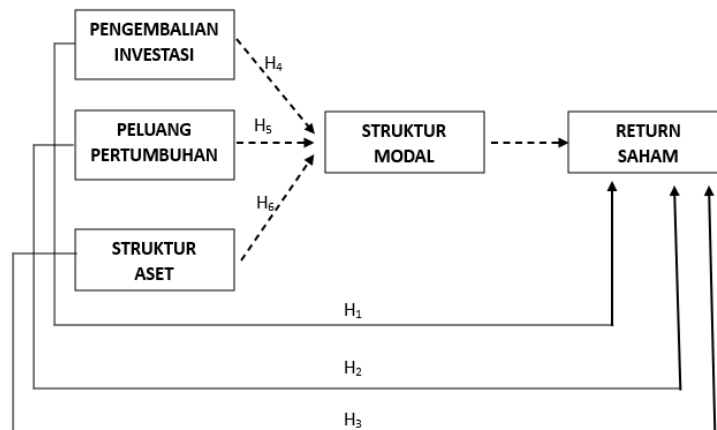 PENGEMBALIAN
INVESTASI
H₄
PELUANG
PERTUMBUHAN
H₅
STRUKTUR
MODAL
RETURN
SAHAM
H₆
STRUKTUR
ASET
H₁
H₂
H₃